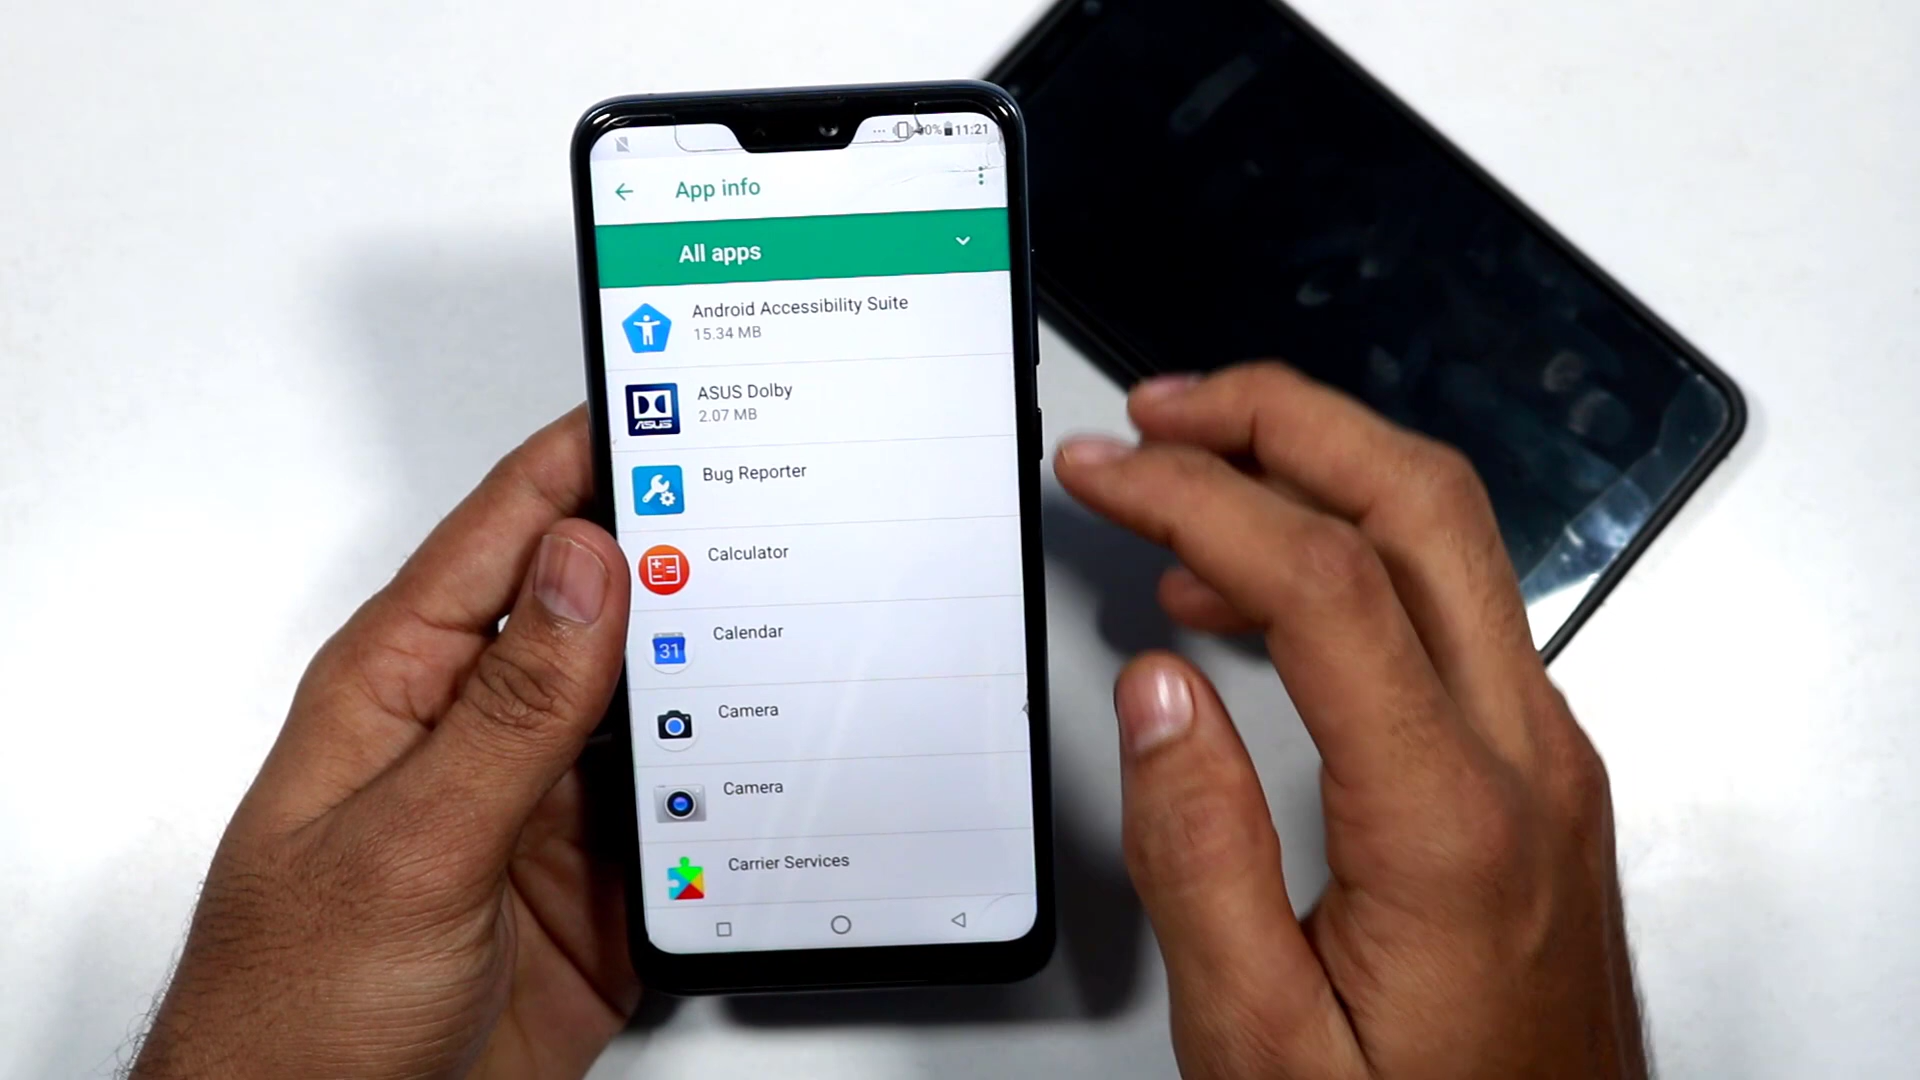 11:21
App info
All apps
Android Accessibility Suite
15.34 MB
ASUS Dolby
2.07 MB
ASUS
Bug Reporter
Calculator
31
Calendar
Camera
Camera
Carrier Services